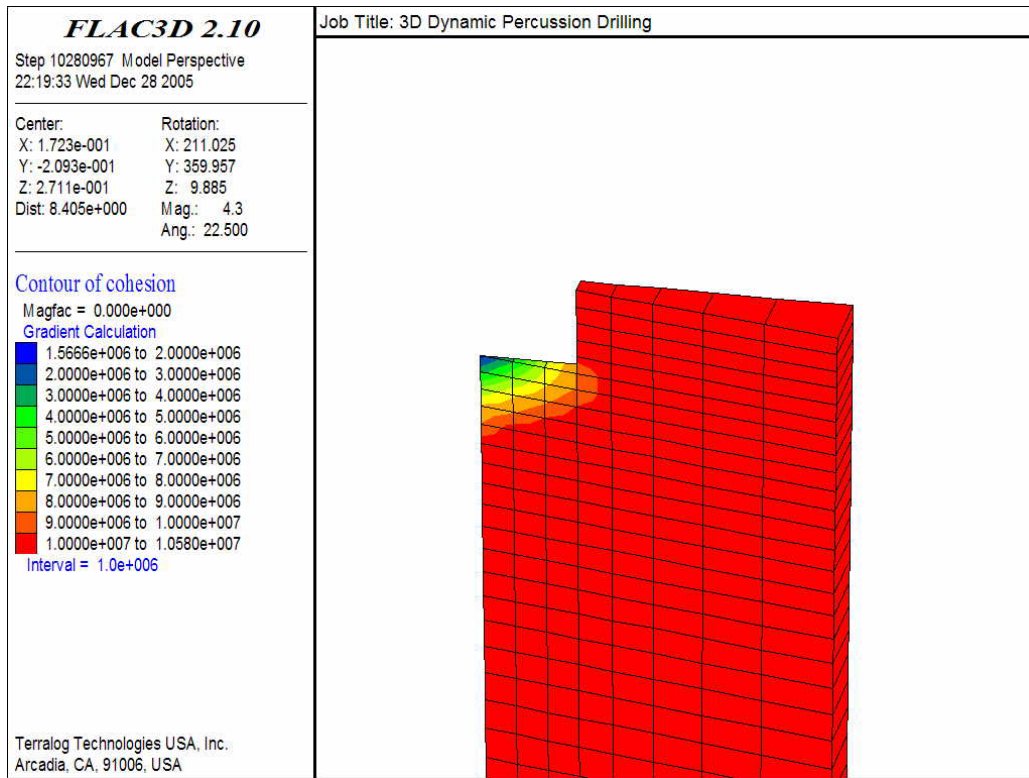 FLAC3D 2.10
Step 10280967 Model Perspective
22:19:33 Wed Dec 28 2005
Center:
X: 1.723e-001
Y: -2.093e-001
Z: 2.711e-001
Dist: 8.405e+000
Rotation:
X: 211.025
Y: 359.957
Z: 9.885
Mag.: 4.3
Ang.: 22.500
Contour of cohesion
Magfac = 0.000e+000
Gradient Calculation
1.5666e+006 to 2.0000e+006
2.0000e+006 to 3.0000e+006
3.0000e+006 to 4.0000e+006
4.0000e+006 to 5.0000e+006
5.0000e+006 to 6.0000e+006
6.0000e+006 to 7.0000e+006
7.0000e+006 to 8.0000e+006
8.0000e+006 to 9.0000e+006
9.0000e+006 to 1.0000e+007
1.0000e+007 to 1.0580e+007
Interval = 1.0e+006
Terralog Technologies USA, Inc.
Arcadia, CA, 91006, USA
Job Title: 3D Dynamic Percussion Drilling